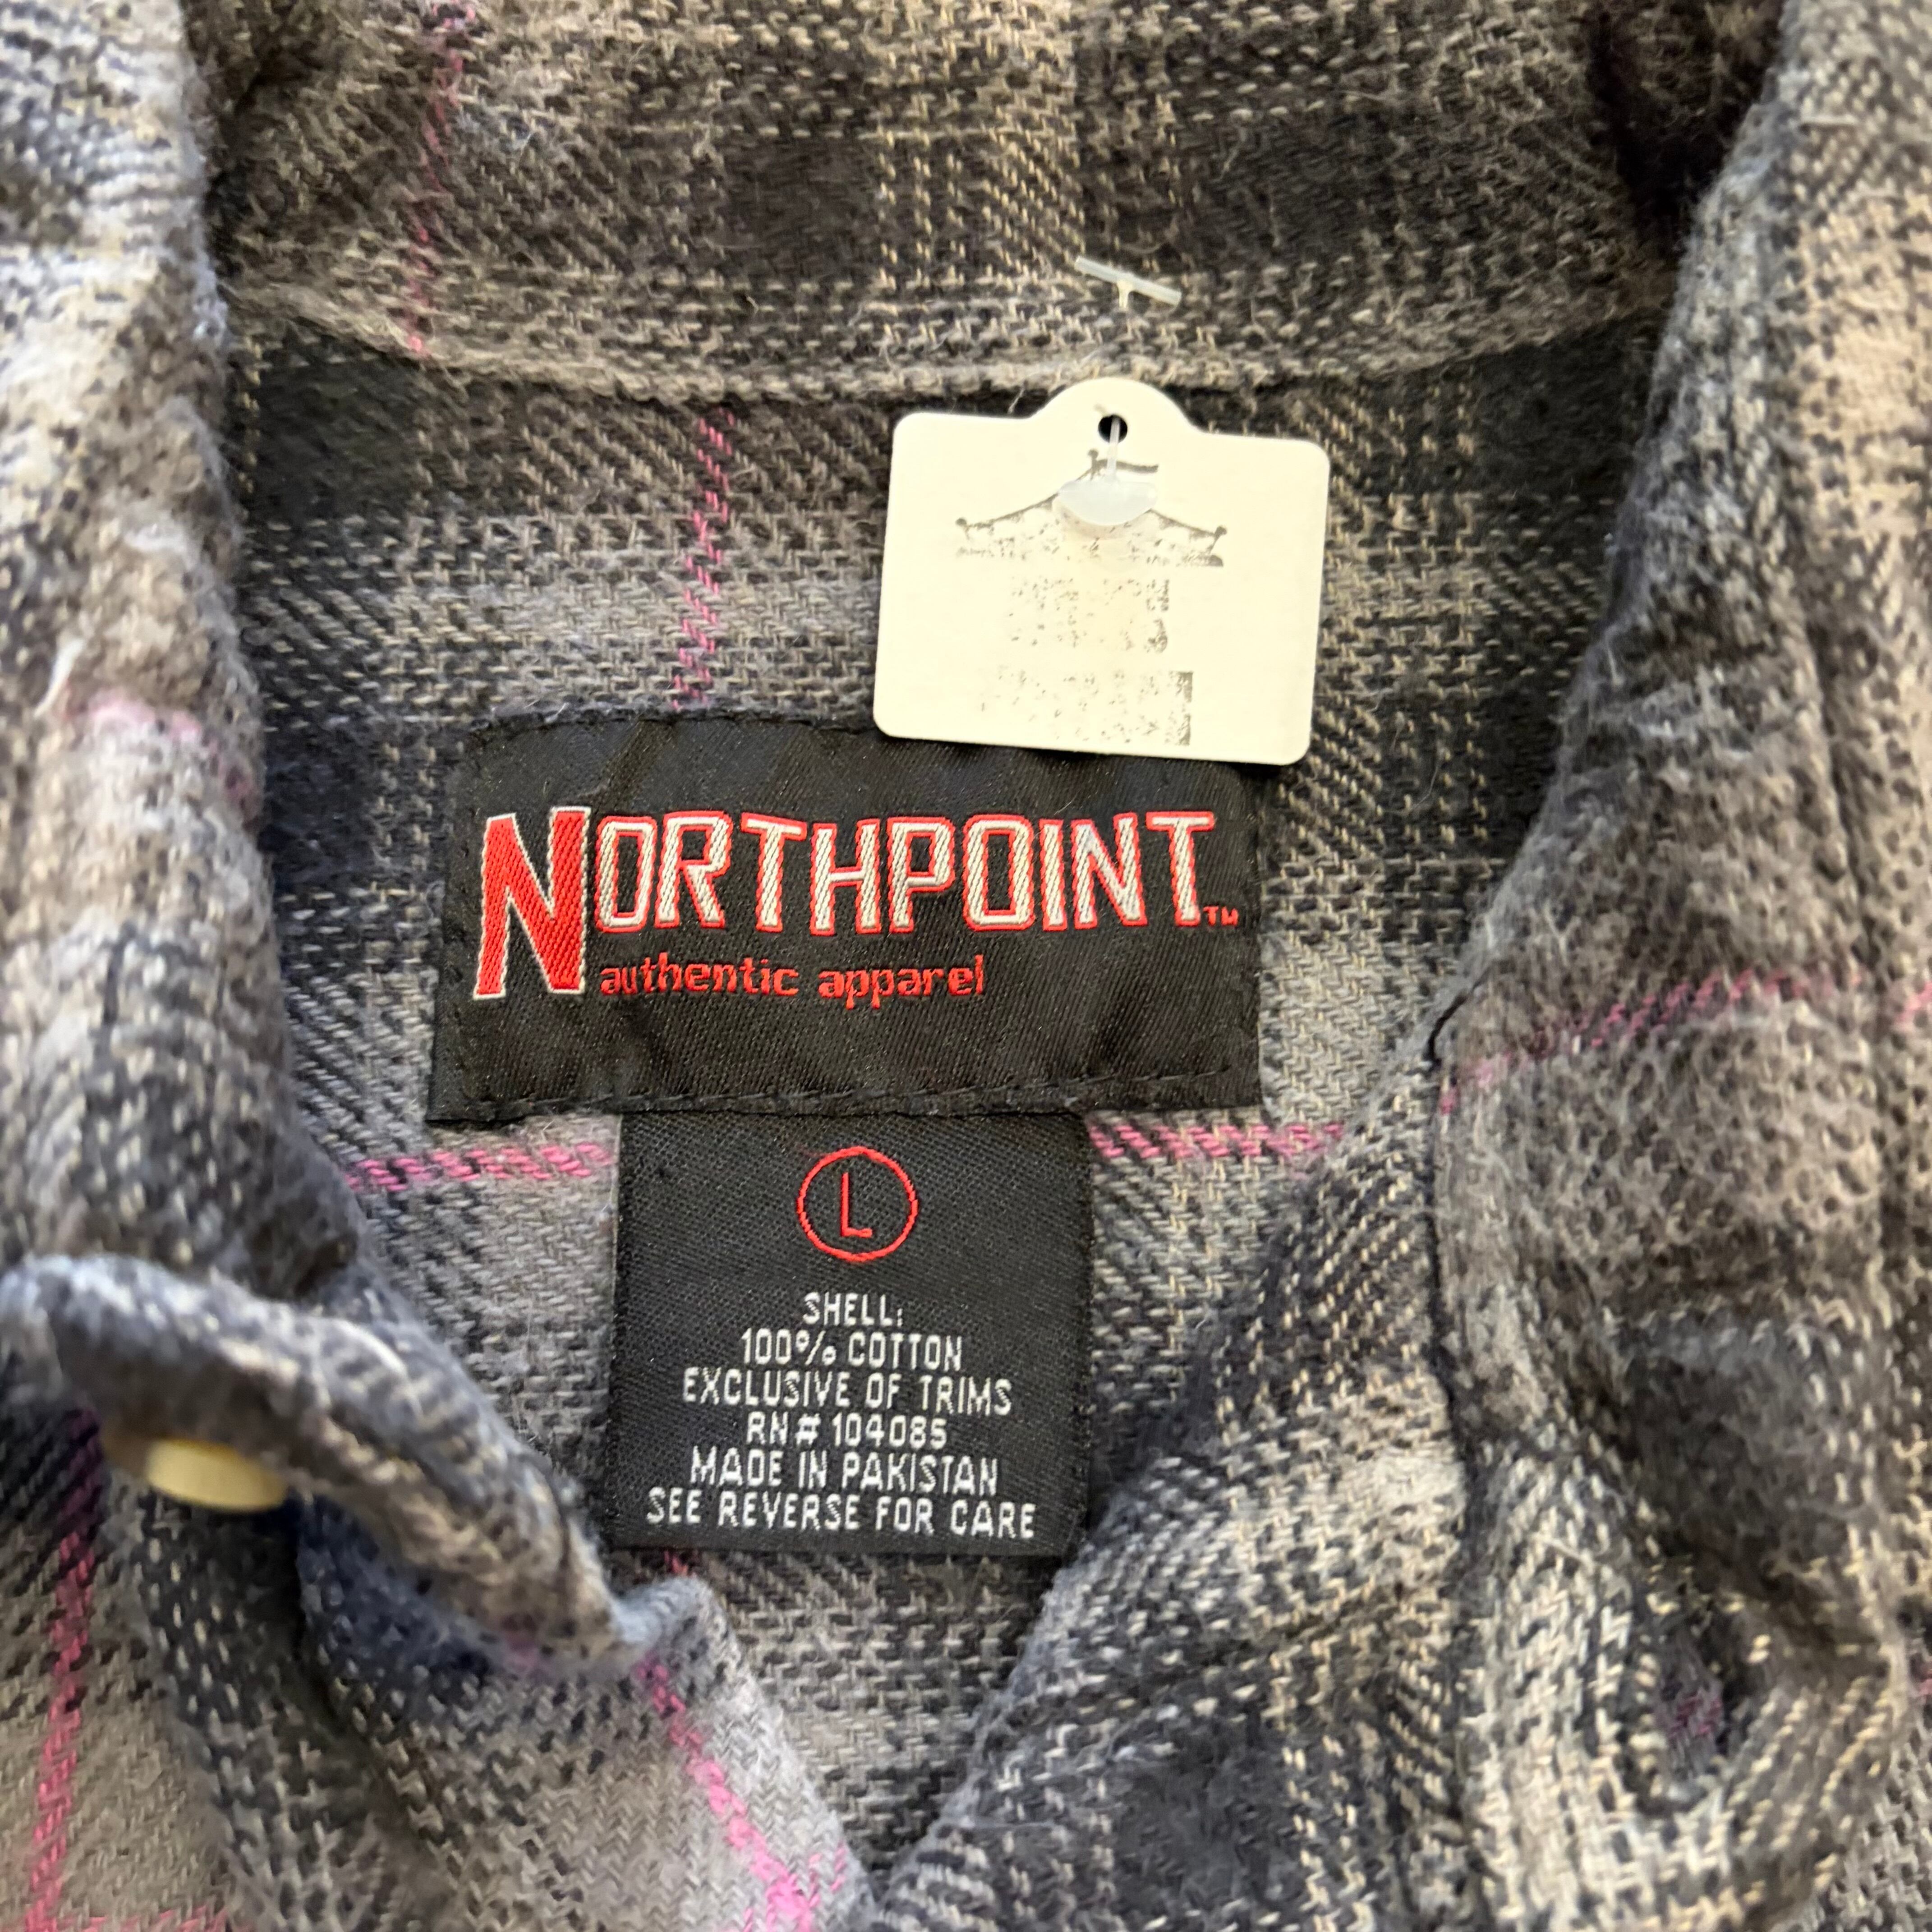 NORTHPOINT™
authentic apparel
L
SHELL:
100% COTTON
EXCLUSIVE OF TRIMS
RN# 104085
MADE IN PAKISTAN
SEE REVERSE FOR CARE